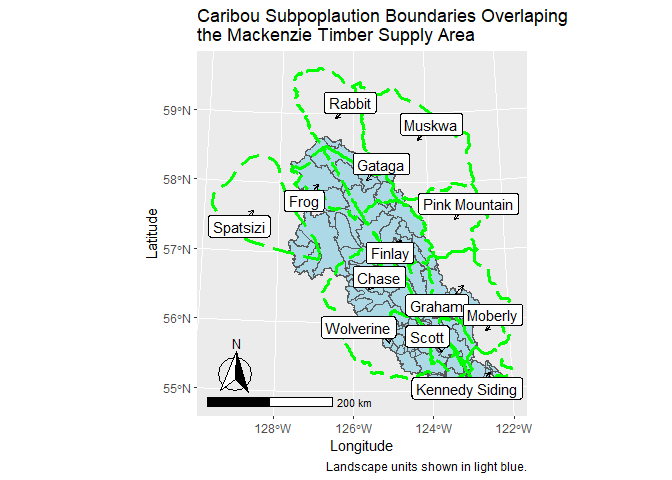 Caribou Subpoplaution Boundaries Overlaping
the Mackenzie Timber Supply Area
59°N
58°N
57°N
56°N
55°N
Latitude
Rabbit
Muskwa
Gataga
Frog
Pink Mountain
Spatsizi
Finlay
Chase
Graham
Moberly
Wolverine
Scott
Kennedy Siding
N
200 km
128°W
126°W
124°W
122°W
Longitude
Landscape units shown in light blue.